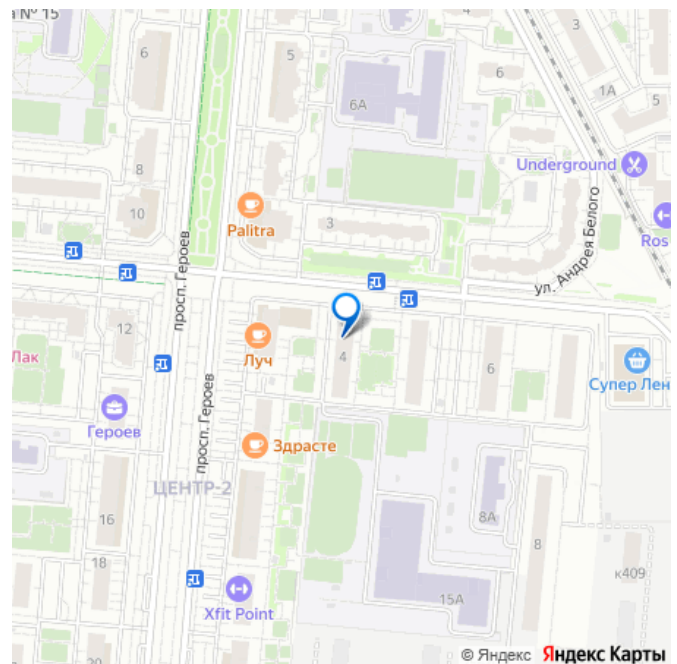 № 15
6
5
6А
6
1А
5
8
10
Underground
Palitra
3
Ros
ул. Андрея Белого
просп. Героев
12
Луч
4
6
Лак
Супер Лен
Героев
просп. Героев
Здрасте
ЦЕНТР-2
16
8А
8
18
к409
Xfit Point
15А
20
© Яндекс Яндекс Карты